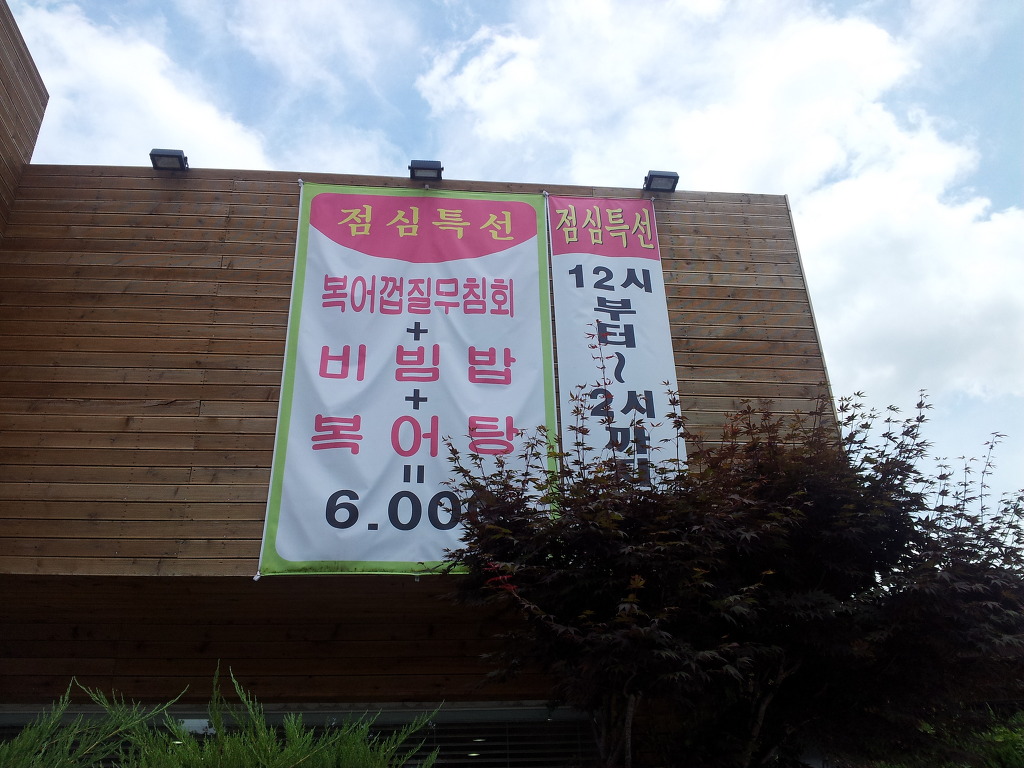 점심특선
복어껍질무침회
+
비빔밥
+
복어탕
=
6.00
점심특선
12시
부
터
~
2시
까